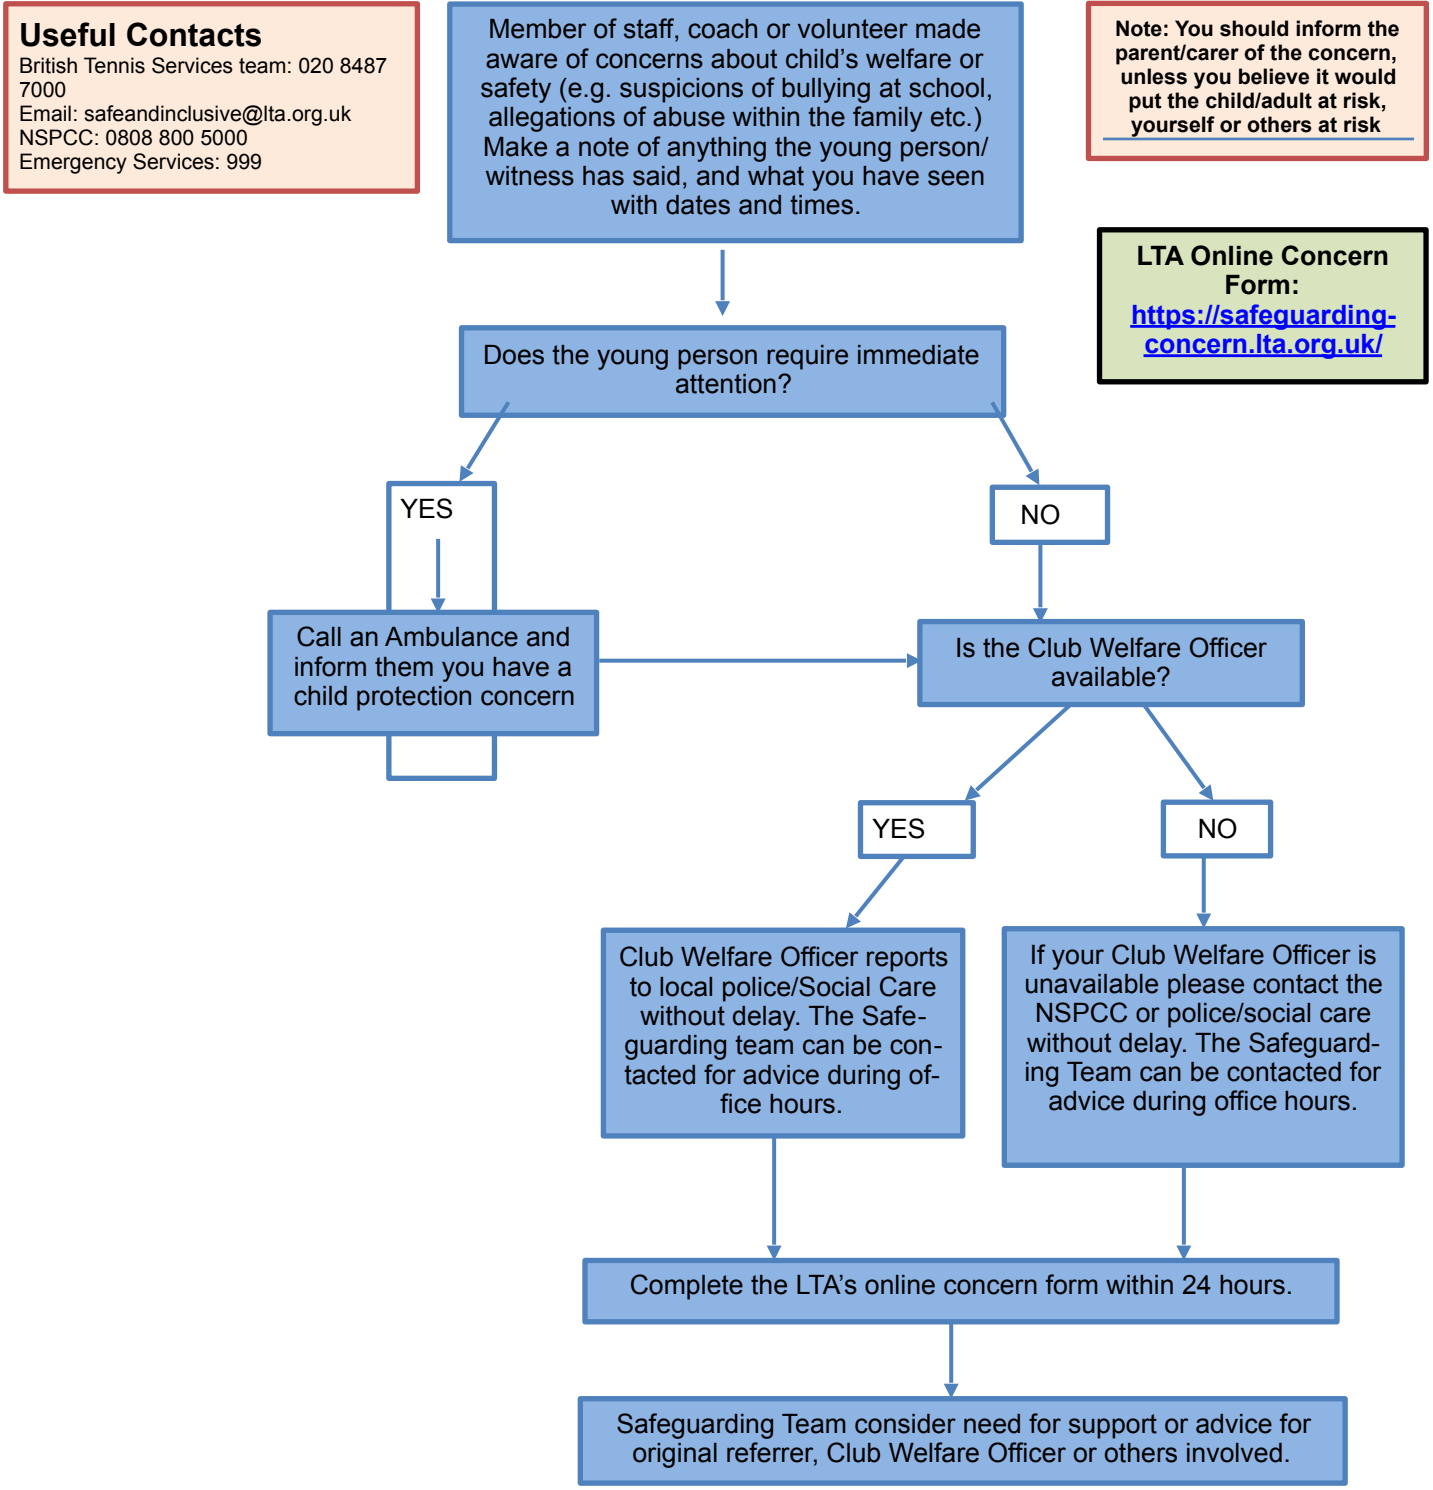 Useful Contacts
British Tennis Services team: 020 8487
7000
Email: safeandinclusive@lta.org.uk
NSPCC: 0808 800 5000
Emergency Services: 999
Member of staff, coach or volunteer made
aware of concerns about child’s welfare or
safety (e.g. suspicions of bullying at school,
allegations of abuse within the family etc.)
Make a note of anything the young person/
witness has said, and what you have seen
with dates and times.
Note: You should inform the
parent/carer of the concern,
unless you believe it would
put the child/adult at risk,
yourself or others at risk
LTA Online Concern
Form:
https://safeguarding-
concern.lta.org.uk/
Does the young person require immediate
attention?
YES
NO
Call an Ambulance and
inform them you have a
child protection concern
Is the Club Welfare Officer
available?
YES
NO
Club Welfare Officer reports
to local police/Social Care
without delay. The Safe-
guarding team can be con-
tacted for advice during of-
fice hours.
If your Club Welfare Officer is
unavailable please contact the
NSPCC or police/social care
without delay. The Safeguard-
ing Team can be contacted for
advice during office hours.
Complete the LTA’s online concern form within 24 hours.
Safeguarding Team consider need for support or advice for
original referrer, Club Welfare Officer or others involved.